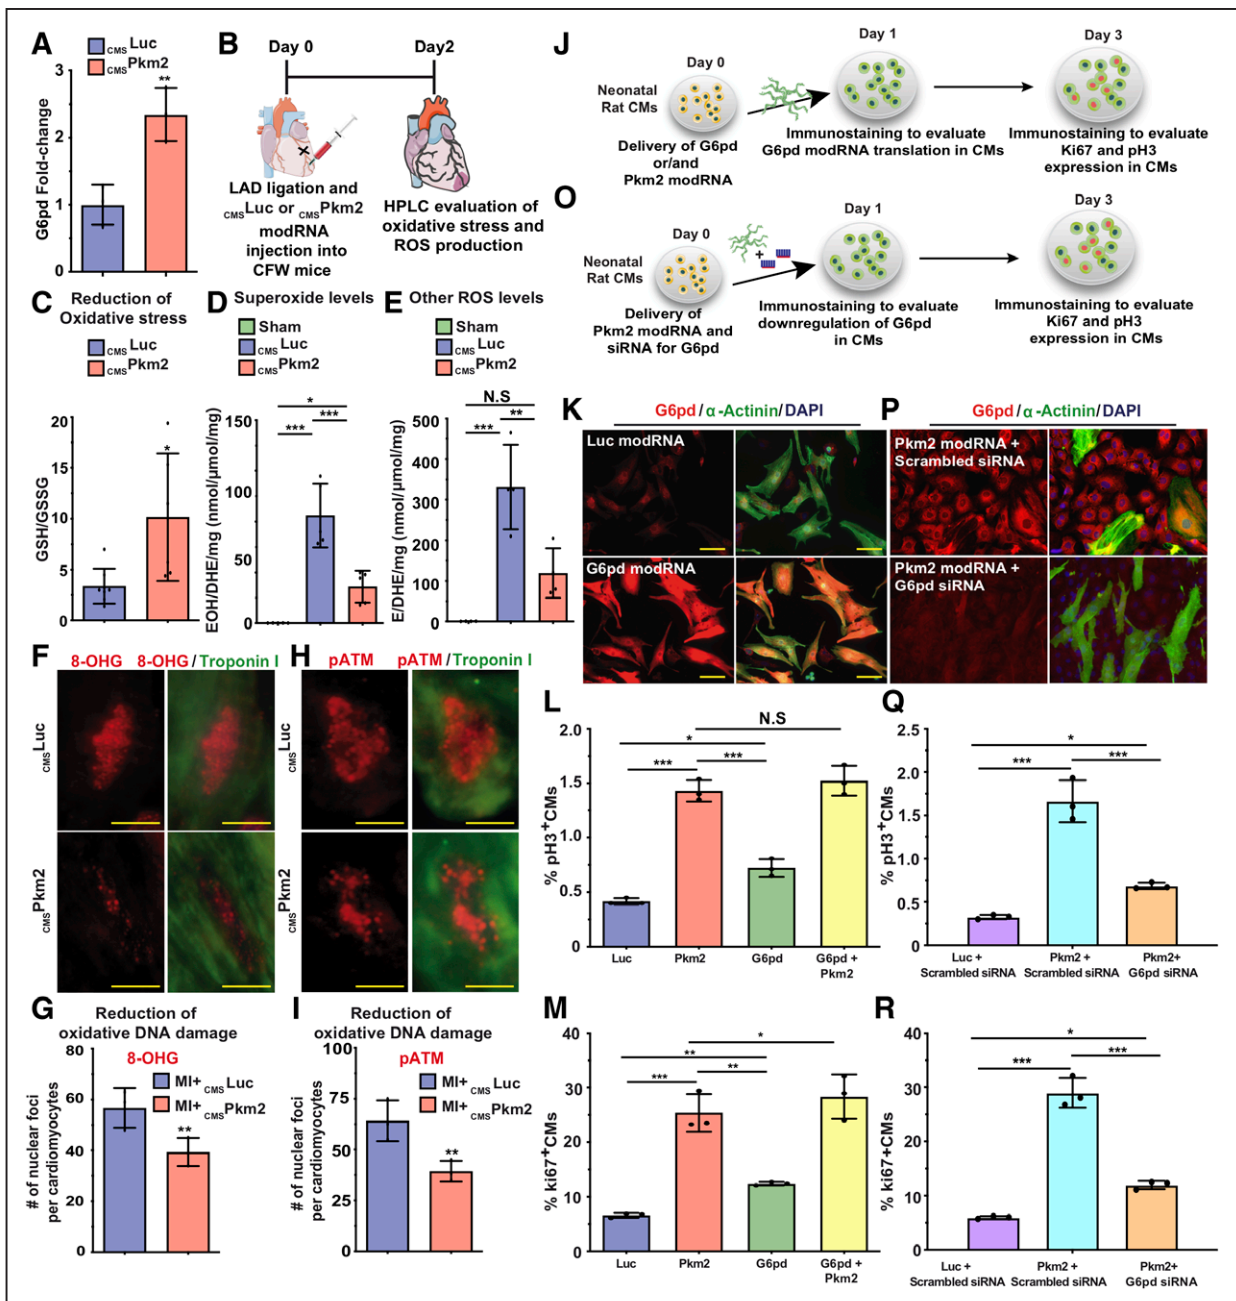 A
CMSLuc
CMSPkm2
G6pd Fold-change
3
2
1
0
**
B
Day 0
Day2
LAD ligation and
CMSLuc or CMSPkm2
modRNA
injection into
CFW mice
HPLC evaluation of
oxidative stress and
ROS production
J
Day 0
Day 1
Day 3
Neonatal
Rat CMs
Delivery of G6pd
or/and
Pkm2 modRNA
Immunostaining to evaluate
G6pd modRNA translation in CMs
Immunostaining to evaluate
Ki67 and pH3
expression in CMs
O
Day 0
Day 1
Day 3
+
Neonatal
Rat CMs
Delivery of
Pkm2 modRNA and
siRNA for G6pd
Immunostaining to evaluate
downregulation of G6pd
in CMs
Immunostaining to evaluate
Ki67 and pH3
expression in CMs
C
Reduction of
Oxidative stress
CMSLuc
CMSPkm2
GSH/GSSG
20
15
10
5
0
*
D
Superoxide levels
Sham
CMSLuc
CMSPkm2
EOH/DHE/mg (nmol/µmol/mg)
150
100
50
0
*
***
***
E
Other ROS levels
Sham
CMSLuc
CMSPkm2
E/DHE/mg (nmol/µmol/mg)
500
400
300
200
100
0
N.S
**
***
K
G6pd/α-Actinin/DAPI
Luc modRNA
G6pd modRNA
P
G6pd/α-Actinin/DAPI
Pkm2 modRNA +
Scrambled siRNA
Pkm2 modRNA +
G6pd siRNA
F
8-OHG
8-OHG/Troponin I
CMSLuc
CMSPkm2
H
pATM
pATM/Troponin I
CMSLuc
CMSPkm2
L
% pH3+CMs
2.0
1.5
1.0
0.5
0
N.S
*
***
***
Luc
Pkm2
G6pd
G6pd +
Pkm2
Q
% pH3+CMs
2.5
2.0
1.5
1.0
0.5
0
*
***
***
Luc +
Scrambled siRNA
Pkm2 +
Scrambled siRNA
Pkm2+
G6pd siRNA
G
Reduction of
oxidative DNA damage
8-OHG
MI+CMSLuc
MI+CMSPkm2
# of nuclear foci
per cardiomyocytes
80
60
40
20
0
**
I
Reduction of
oxidative DNA damage
pATM
MI+CMSLuc
MI+CMSPkm2
# of nuclear foci
per cardiomyocytes
100
75
50
25
0
**
M
% ki67+CMs
40
30
20
10
0
*
**
***
**
Luc
Pkm2
G6pd
G6pd +
Pkm2
R
% ki67+CMs
40
30
20
10
0
*
***
***
Luc +
Scrambled siRNA
Pkm2 +
Scrambled siRNA
Pkm2+
G6pd siRNA